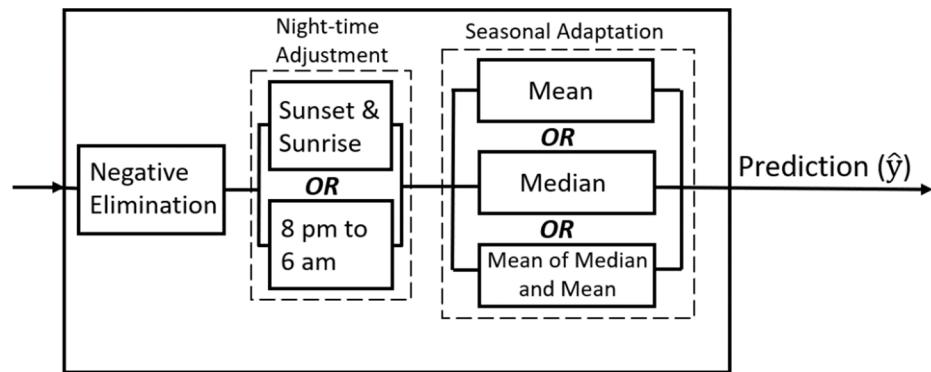 Night-time
Adjustment
Seasonal Adaptation
Negative
Elimination
Sunset &
Sunrise
OR
8 pm to
6 am
Mean
OR
Median
OR
Mean of Median
and Mean
Prediction (ŷ)